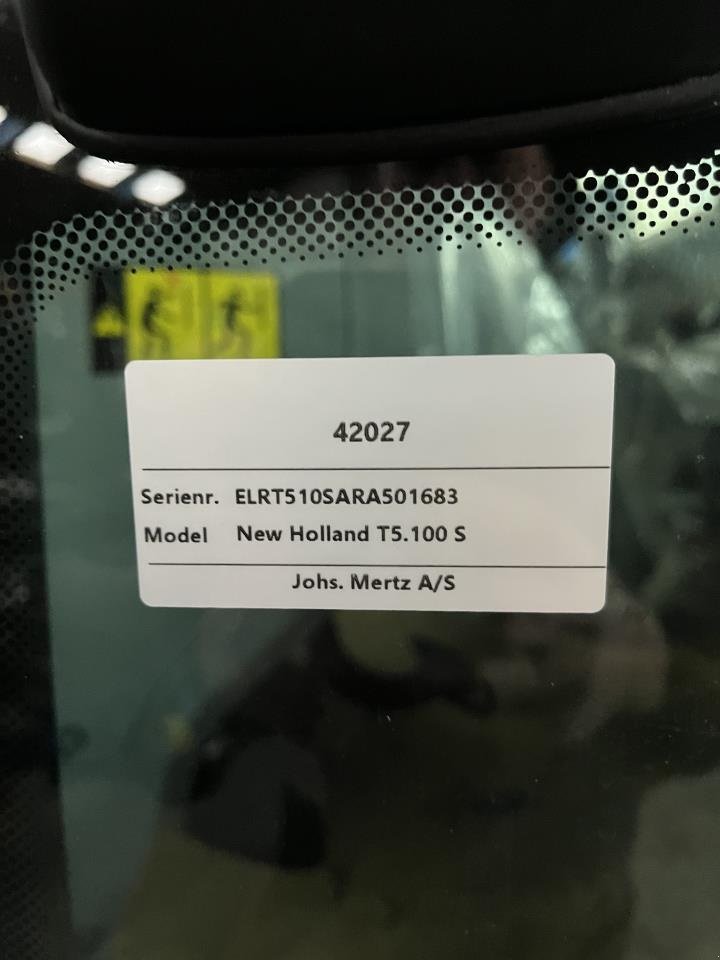 42027
Serienr. ELRT510SARA501683
Model New Holland T5.100 S
Johs. Mertz A/S